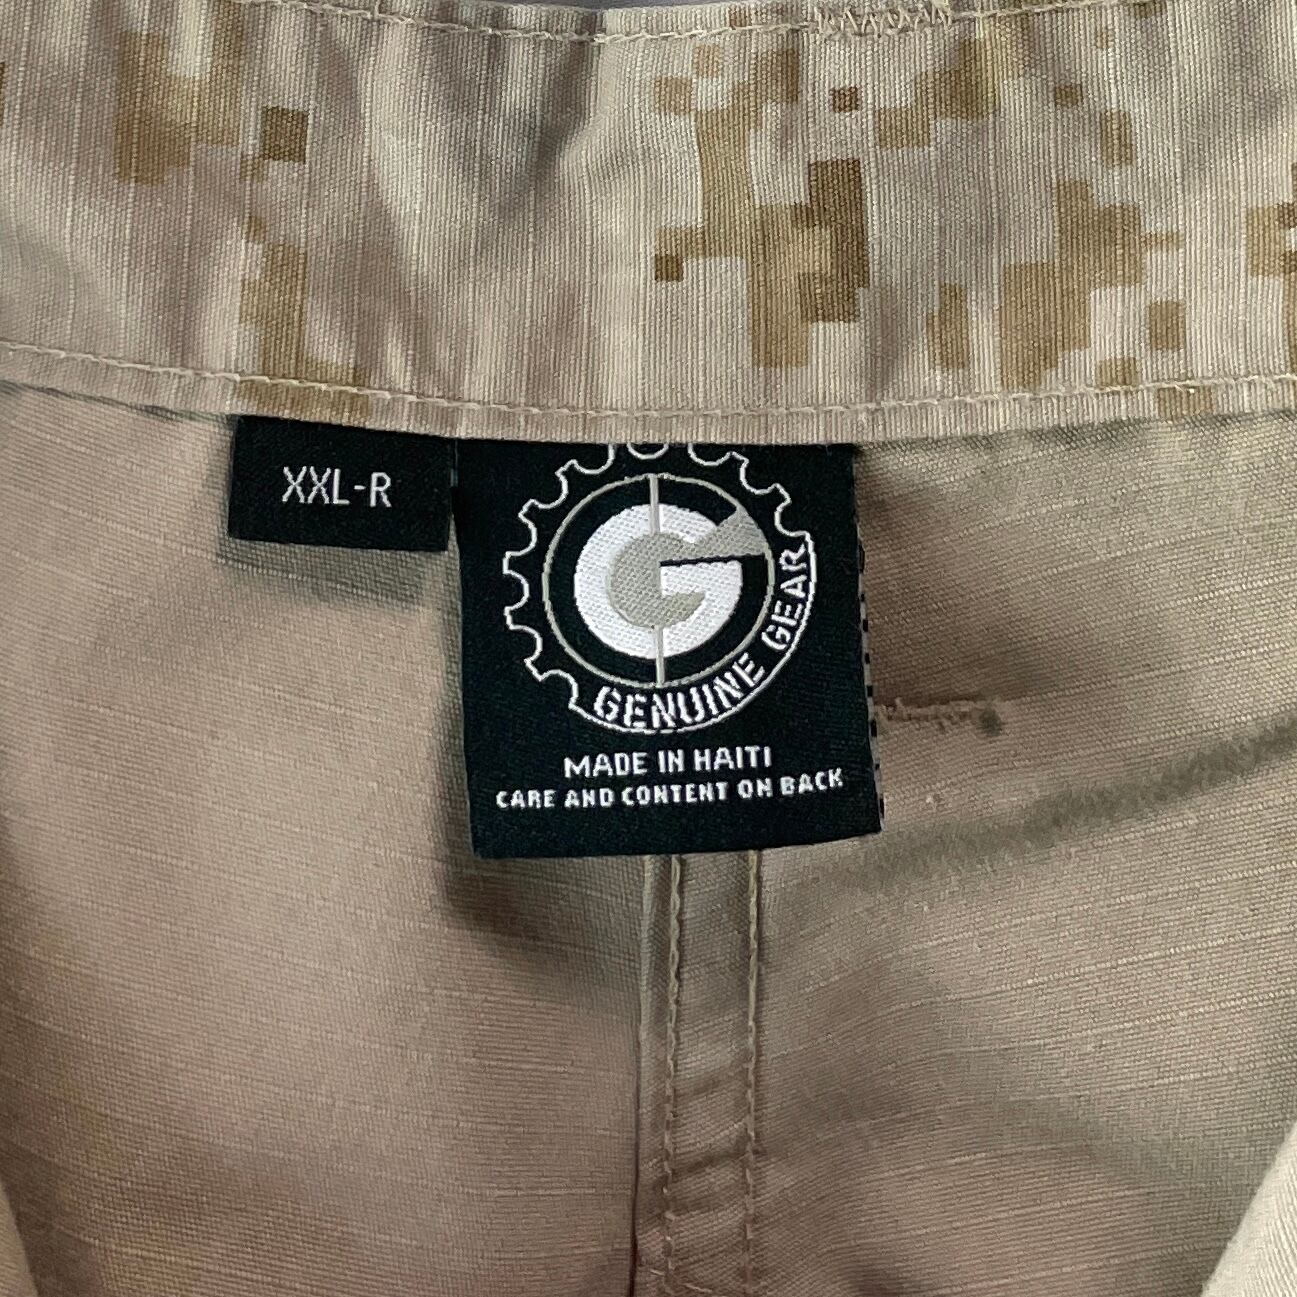 XXL-R
G
GENUINE GEAR
MADE IN HAITI
CARE AND CONTENT ON BACK